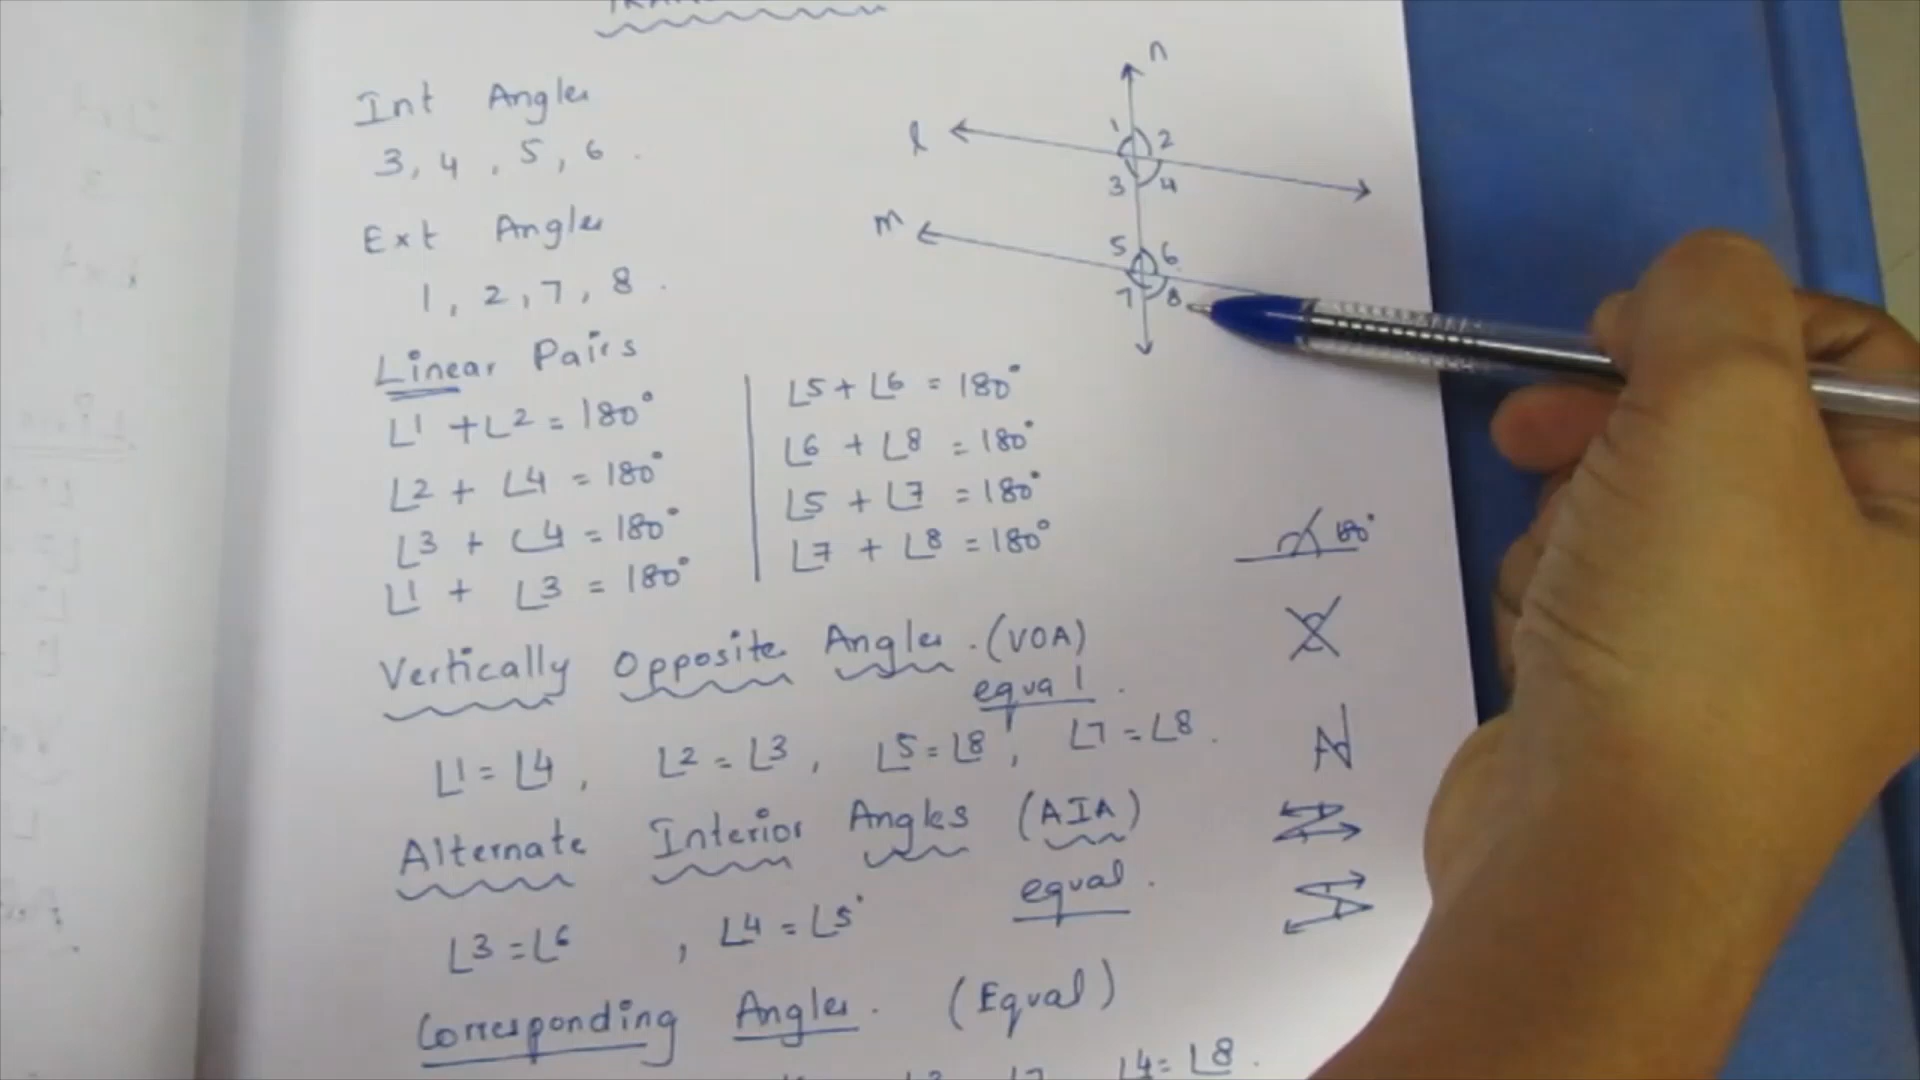 Int Angles
3, 4, 5, 6.
Ext Angles
1, 2, 7, 8.
Linear Pairs
∠1 + ∠2 = 180°
∠2 + ∠4 = 180°
∠3 + ∠4 = 180°
∠1 + ∠3 = 180°
∠5 + ∠6 = 180°
∠6 + ∠8 = 180°
∠5 + ∠7 = 180°
∠7 + ∠8 = 180°
n
l
1 2
3 4
m
5 6
7 8
180°
Vertically Opposite Angles. (VOA)
equal.
∠1 = ∠4, ∠2 = ∠3, ∠5 = ∠8, ∠7 = ∠8.
Alternate Interior Angles (AIA)
equal.
∠3 = ∠6, ∠4 = ∠5
Corresponding Angles. (Equal)
∠4 = ∠8.